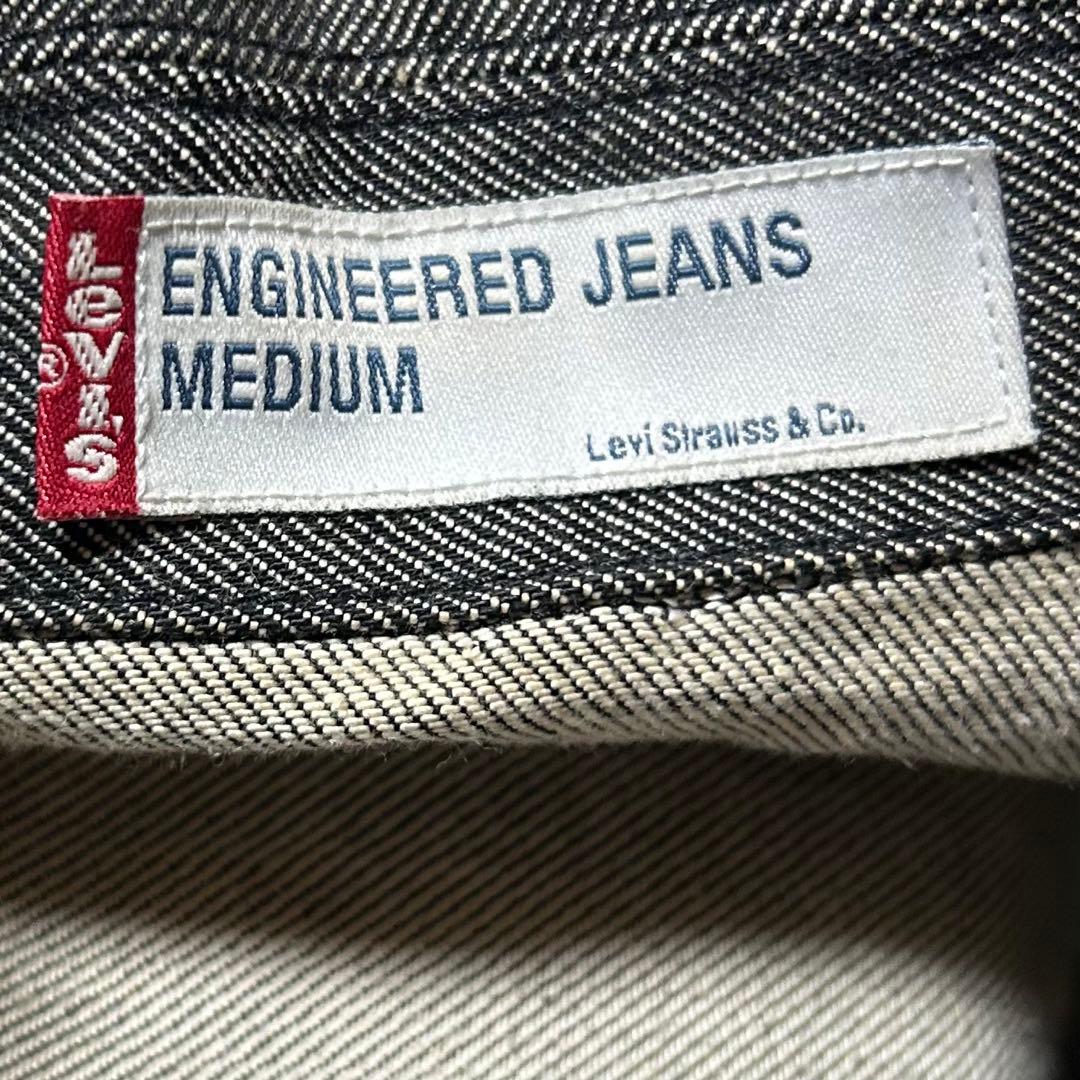 LEVI'S
®
ENGINEERED JEANS
MEDIUM
Levi Strauss & Co.